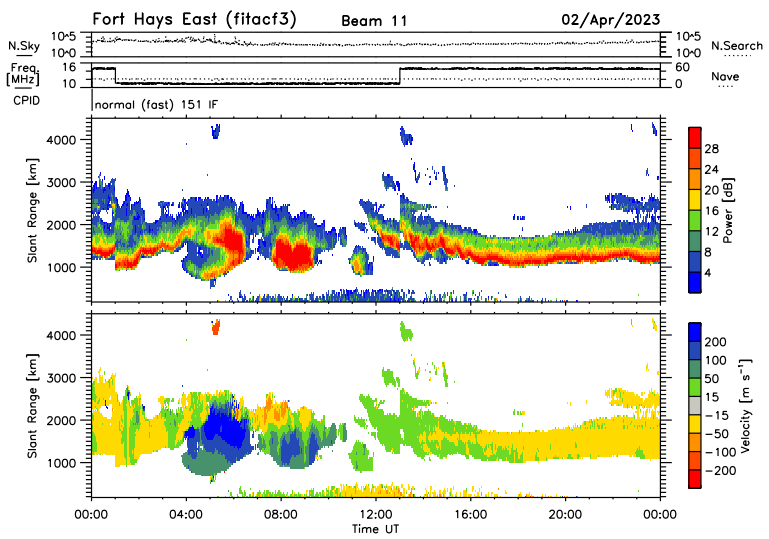 Fort Hays East (fitacf3) Beam 11 02/Apr/2023
N.Sky 10^5 10^0 10^5 10^0 N.Search
Freq. [MHz] 16 10 60 0 Nave
CPID normal (fast) 151 IF
Slant Range [km] 4000 3000 2000 1000
Power [dB] 28 24 20 16 12 8 4
Slant Range [km] 4000 3000 2000 1000
Velocity [m s⁻¹] 200 100 50 15 −15 −50 −100 −200
00:00 04:00 08:00 12:00 16:00 20:00 00:00
Time UT